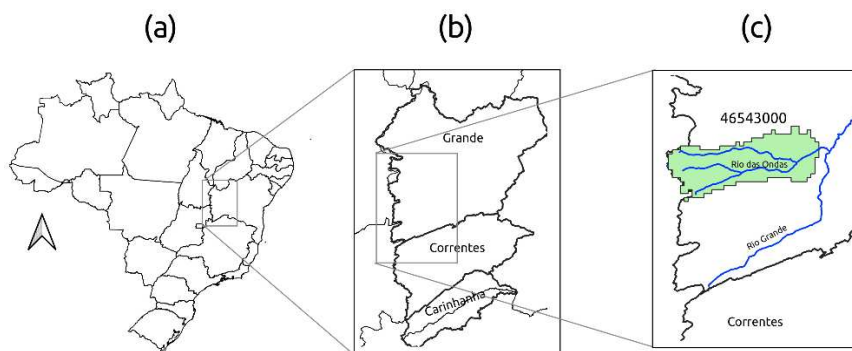 (a)
(b)
(c)
Grande
Correntes
Carinhanha
46543000
Rio das Ondas
Rio Grande
Correntes